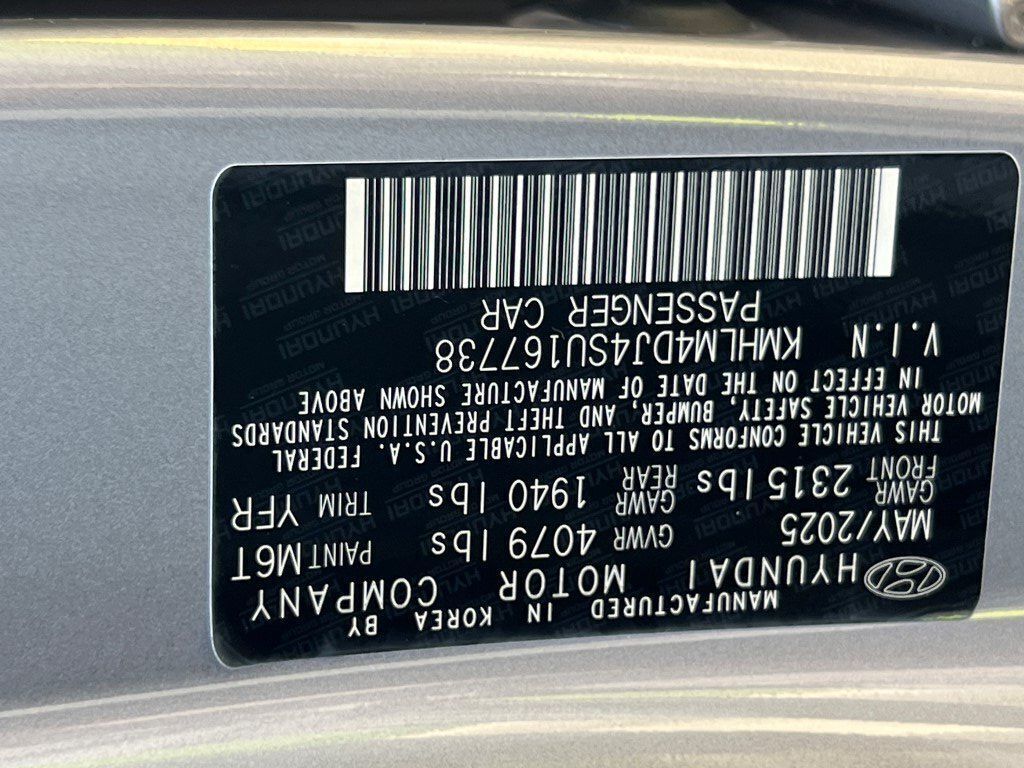 MANUFACTURED IN KOREA BY
HYUNDAI MOTOR COMPANY
MAY/2025 GVWR 4079 lbs PAINT M6T
GAWR FRONT 2315 lbs GAWR REAR 1940 lbs TRIM YFR
THIS VEHICLE CONFORMS TO ALL APPLICABLE U.S.A. FEDERAL
MOTOR VEHICLE SAFETY, BUMPER, AND THEFT PREVENTION STANDARDS
IN EFFECT ON THE DATE OF MANUFACTURE SHOWN ABOVE
V.I.N KMHLM4DJ4SU167738
PASSENGER CAR